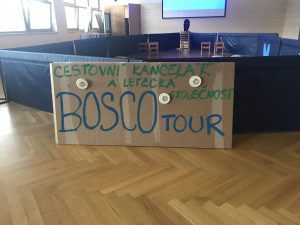 CESTOVNÍ KANCELÁŘ
A LETECKÁ
SPOLEČNOST
BOSCO TOUR